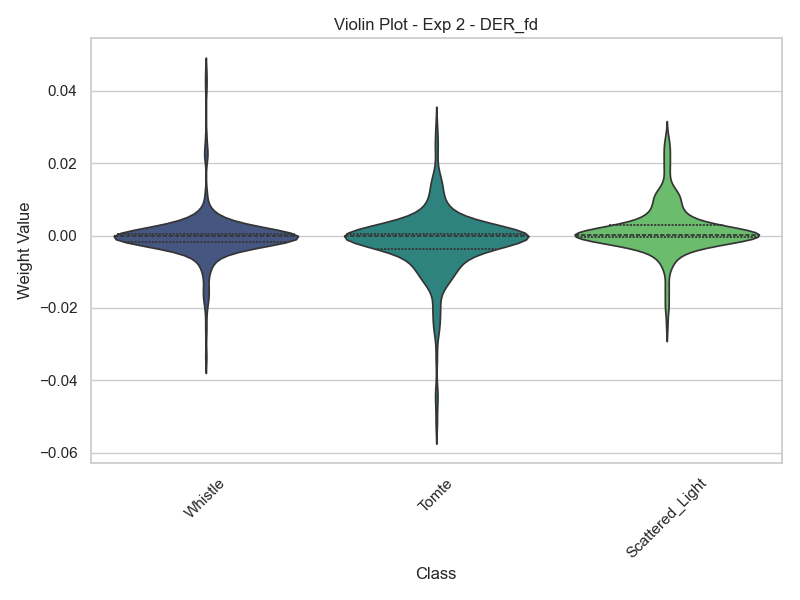 Violin Plot - Exp 2 - DER_fd
Weight Value
0.04
0.02
0.00
−0.02
−0.04
−0.06
Whistle
Tomte
Scattered_Light
Class